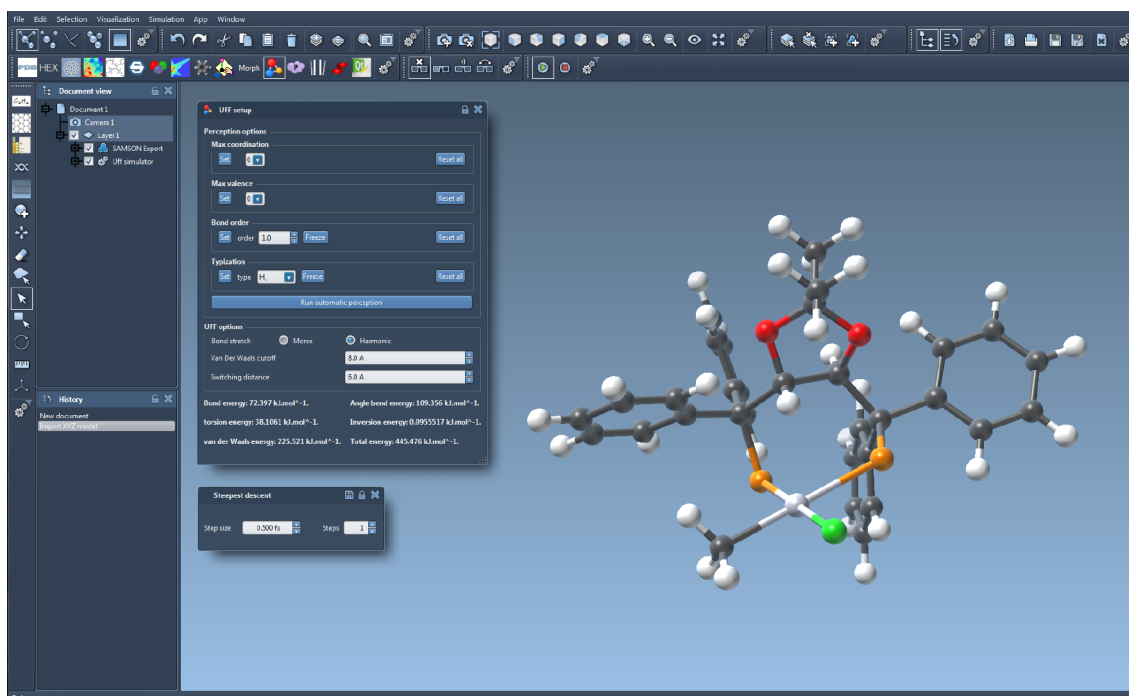 File Edit Selection Visualization Simulation App Window
PDB HEX Morph
Document view
Document 1
Camera 1
Layer 1
SAMSON Export
Uff simulator
History
New document
Import XYZ model
UFF setup
Perception options
Max coordination
Set 0 Reset all
Max valence
Set 0 Reset all
Bond order
Set order 1.0 Freeze Reset all
Typization
Set type H_ Freeze Reset all
Run automatic perception
UFF options
Bond stretch Morse Harmonic
Van Der Waals cutoff 8.0 A
Switching distance 6.0 A
Bond energy: 72.397 kJ.mol^-1. Angle bend energy: 109.356 kJ.mol^-1.
torsion energy: 38.1061 kJ.mol^-1. Inversion energy: 0.0955517 kJ.mol^-1.
van der Waals energy: 225.521 kJ.mol^-1. Total energy: 445.476 kJ.mol^-1.
Steepest descent
Step size 0.500 fs Steps 1